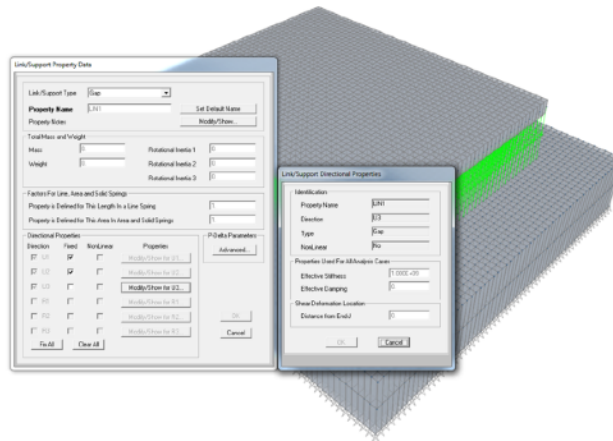 Link/Support Property Data
Link/Support Type Gap
Property Name LIN1 Set Default Name
Property Notes Modify/Show...
Total Mass and Weight
Mass 0 Rotational Inertia 1 0
Weight 0 Rotational Inertia 2 0
Rotational Inertia 3 0
Factors For Line, Area and Solid Springs
Property is Defined for This Length In a Line Spring 1
Property is Defined for This Area In Area and Solid Springs 1
Directional Properties P-Delta Parameters
Direction Fixed NonLinear Properties Advanced...
U1 Modify/Show for U1...
U2 Modify/Show for U2...
U3 Modify/Show for U3...
R1 Modify/Show for R1...
R2 Modify/Show for R2... OK
R3 Modify/Show for R3... Cancel
Fix All Clear All
Link/Support Directional Properties
Identification
Property Name LIN1
Direction U3
Type Gap
NonLinear No
Properties Used For All Analysis Cases
Effective Stiffness 1.000E+09
Effective Damping 0
Shear Deformation Location
Distance from End-J 0
OK Cancel